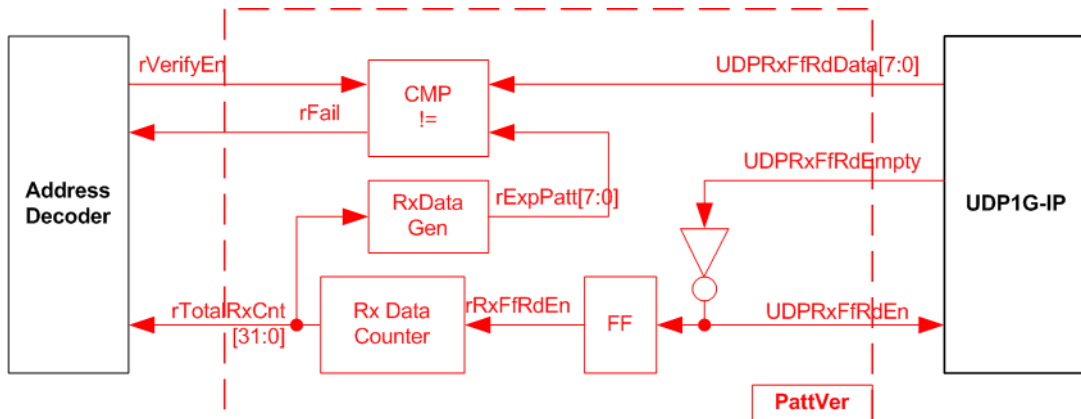 rVerifyEn
UDPRxFfRdData[7:0]
CMP
!=
rFail
UDPRxFfRdEmpty
Address
Decoder
RxData
Gen
rExpPatt[7:0]
UDP1G-IP
rTotalRxCnt
[31:0]
Rx Data
Counter
rRxFfRdEn
FF
UDPRxFfRdEn
PattVer